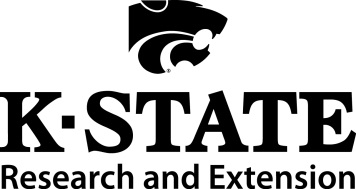 ®
K-STATE
Research and Extension